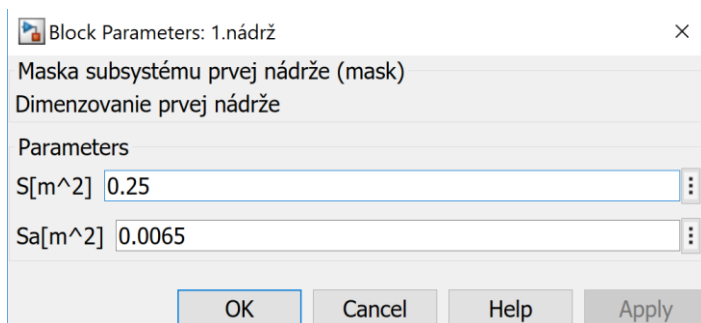 Block Parameters: 1.nádrž
Maska subsystému prvej nádrže (mask)
Dimenzovanie prvej nádrže
Parameters
S[m^2] 0.25
Sa[m^2] 0.0065
OK Cancel Help Apply